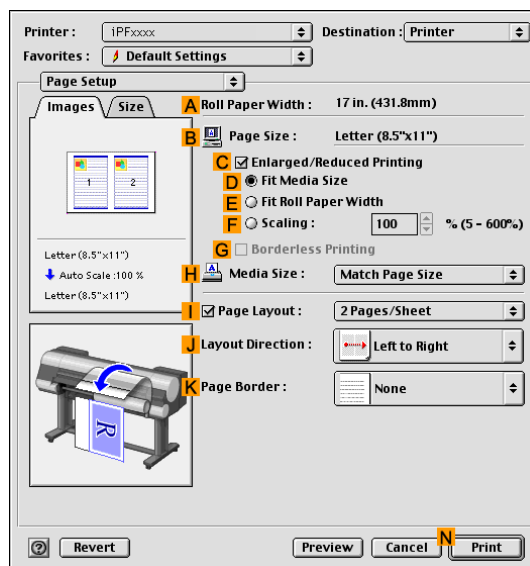 Printer : iPFxxxx Destination : Printer
Favorites : Default Settings
Page Setup
Images Size
A Roll Paper Width : 17 in. (431.8mm)
B Page Size : Letter (8.5"x11")
C Enlarged/Reduced Printing
D Fit Media Size
E Fit Roll Paper Width
F Scaling : 100 % (5 - 600%)
G Borderless Printing
1 2
Letter (8.5"x11")
Auto Scale :100 %
Letter (8.5"x11")
H Media Size : Match Page Size
I Page Layout : 2 Pages/Sheet
J Layout Direction : Left to Right
K Page Border : None
R
Revert Preview Cancel N Print